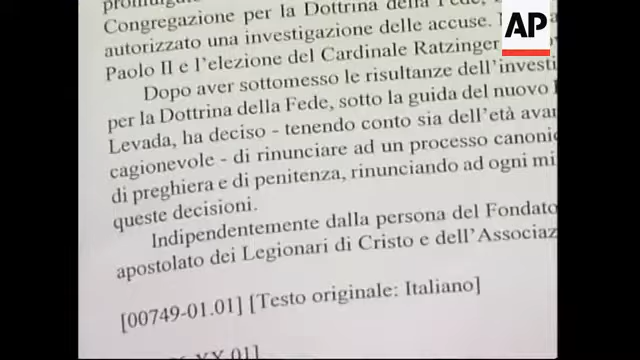 Congregazione per la Dottrina della Fede,
autorizzato una investigazione delle accuse.
Paolo II e l'elezione del Cardinale Ratzinger
Dopo aver sottomesso le risultanze dell'investi
per la Dottrina della Fede, sotto la guida del nuovo
Levada, ha deciso - tenendo conto sia dell'età avan
cagionevole - di rinunciare ad un processo canonic
di preghiera e di penitenza, rinunciando ad ogni mi
queste decisioni.
Indipendentemente dalla persona del Fondato
apostolato dei Legionari di Cristo e dell'Associaz
[00749-01.01] [Testo originale: Italiano]
AP